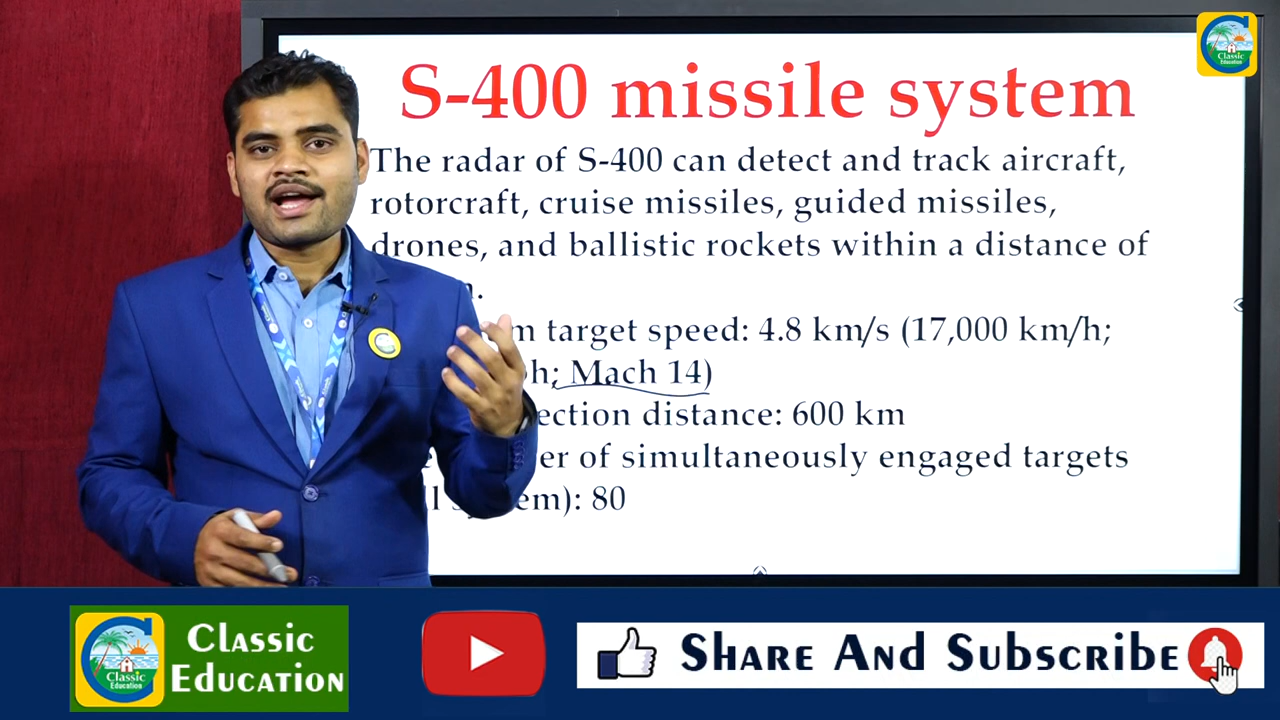 S-400 missile system
The radar of S-400 can detect and track aircraft,
rotorcraft, cruise missiles, guided missiles,
drones, and ballistic rockets within a distance of
target speed: 4.8 km/s (17,000 km/h;
Mach 14)
distance: 600 km
of simultaneously engaged targets
80
Classic
Education
Classic
Education
Classic
Education
Share And Subscribe